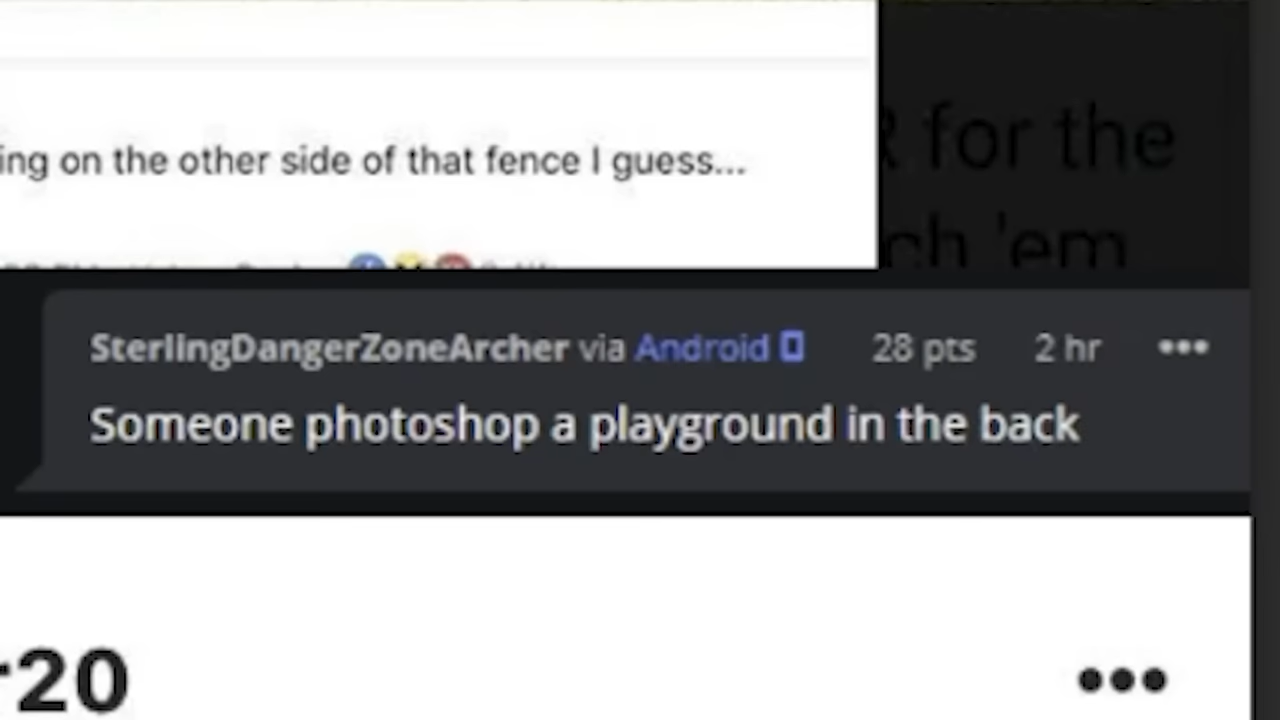 ing on the other side of that fence I guess...
for the
ch 'em
SterlingDangerZoneArcher via Android 28 pts 2 hr •••
Someone photoshop a playground in the back
r20 •••